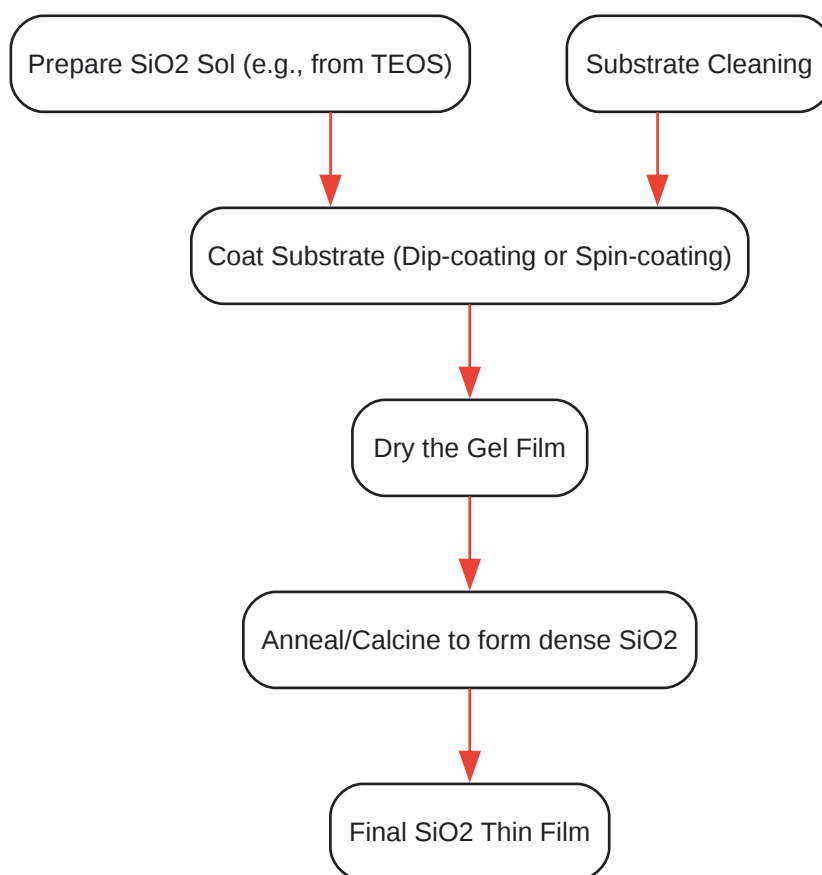 Prepare SiO2 Sol (e.g., from TEOS)
Substrate Cleaning
Coat Substrate (Dip-coating or Spin-coating)
Dry the Gel Film
Anneal/Calcine to form dense SiO2
Final SiO2 Thin Film